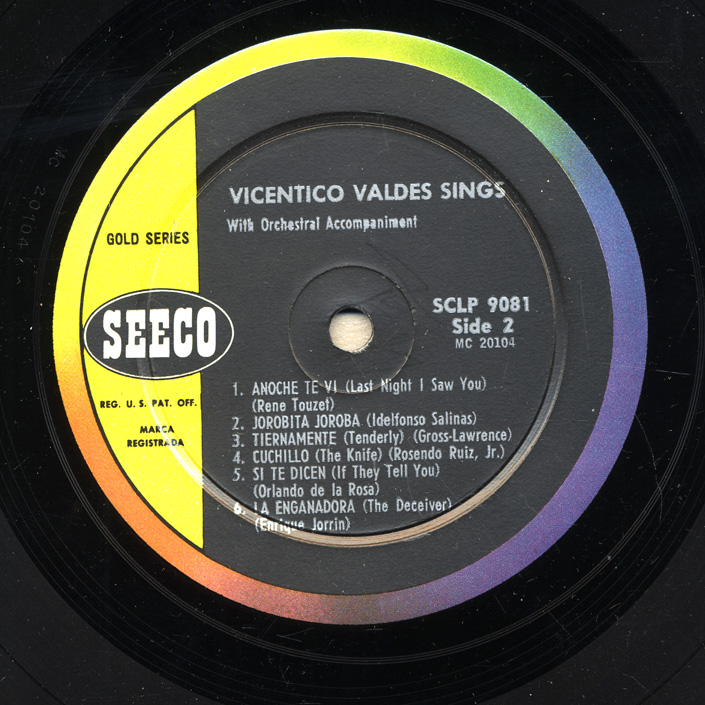 VICENTICO VALDES SINGS
With Orchestral Accompaniment
GOLD SERIES
SEECO
REG. U. S. PAT. OFF.
MARCA
REGISTRADA
SCLP 9081
Side 2
MC 20104
1. ANOCHE TE VI (Last Night I Saw You)
(Rene Touzet)
2. JOROBITA JOROBA (Idelfonso Salinas)
3. TIERNAMENTE (Tenderly) (Gross-Lawrence)
4. CUCHILLO (The Knife) (Rosendo Ruiz, Jr.)
5. SI TE DICEN (If They Tell You)
(Orlando de la Rosa)
6. LA ENGANADORA (The Deceiver)
(Enrique Jorrin)
MC 20104